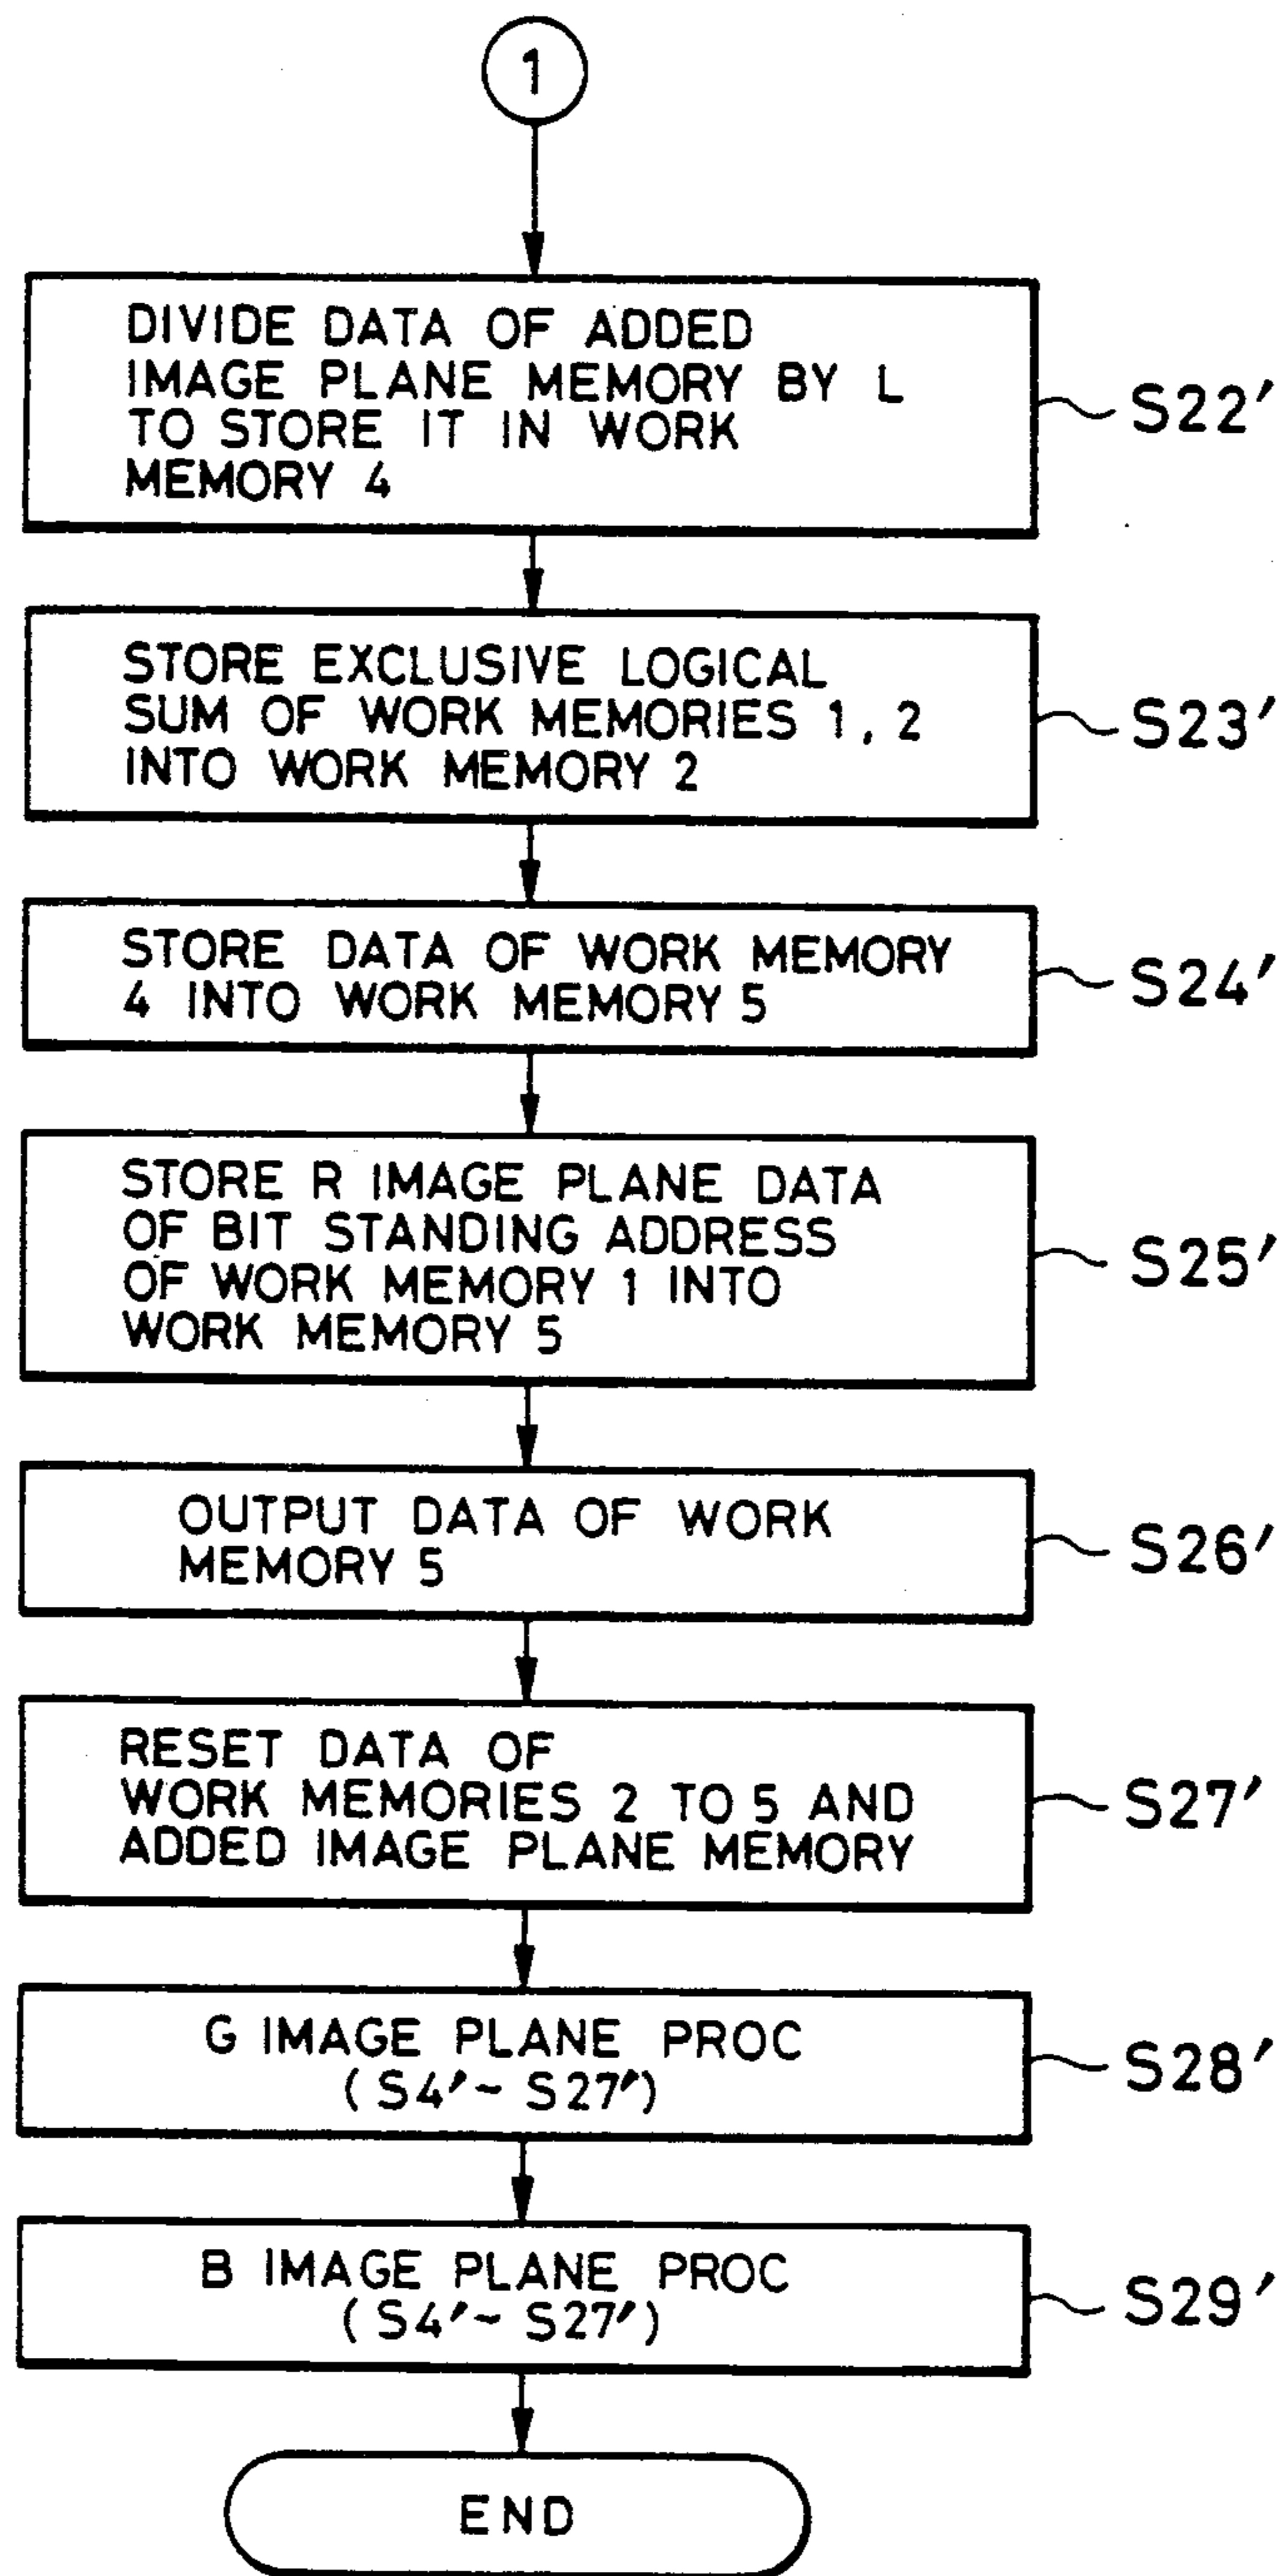 1
DIVIDE DATA OF ADDED
IMAGE PLANE MEMORY BY L
TO STORE IT IN WORK
MEMORY 4
S22'
STORE EXCLUSIVE LOGICAL
SUM OF WORK MEMORIES 1, 2
INTO WORK MEMORY 2
S23'
STORE DATA OF WORK MEMORY
4 INTO WORK MEMORY 5
S24'
STORE R IMAGE PLANE DATA
OF BIT STANDING ADDRESS
OF WORK MEMORY 1 INTO
WORK MEMORY 5
S25'
OUTPUT DATA OF WORK
MEMORY 5
S26'
RESET DATA OF
WORK MEMORIES 2 TO 5 AND
ADDED IMAGE PLANE MEMORY
S27'
G IMAGE PLANE PROC
(S4'~ S27')
S28'
B IMAGE PLANE PROC
(S4'~ S27')
S29'
END